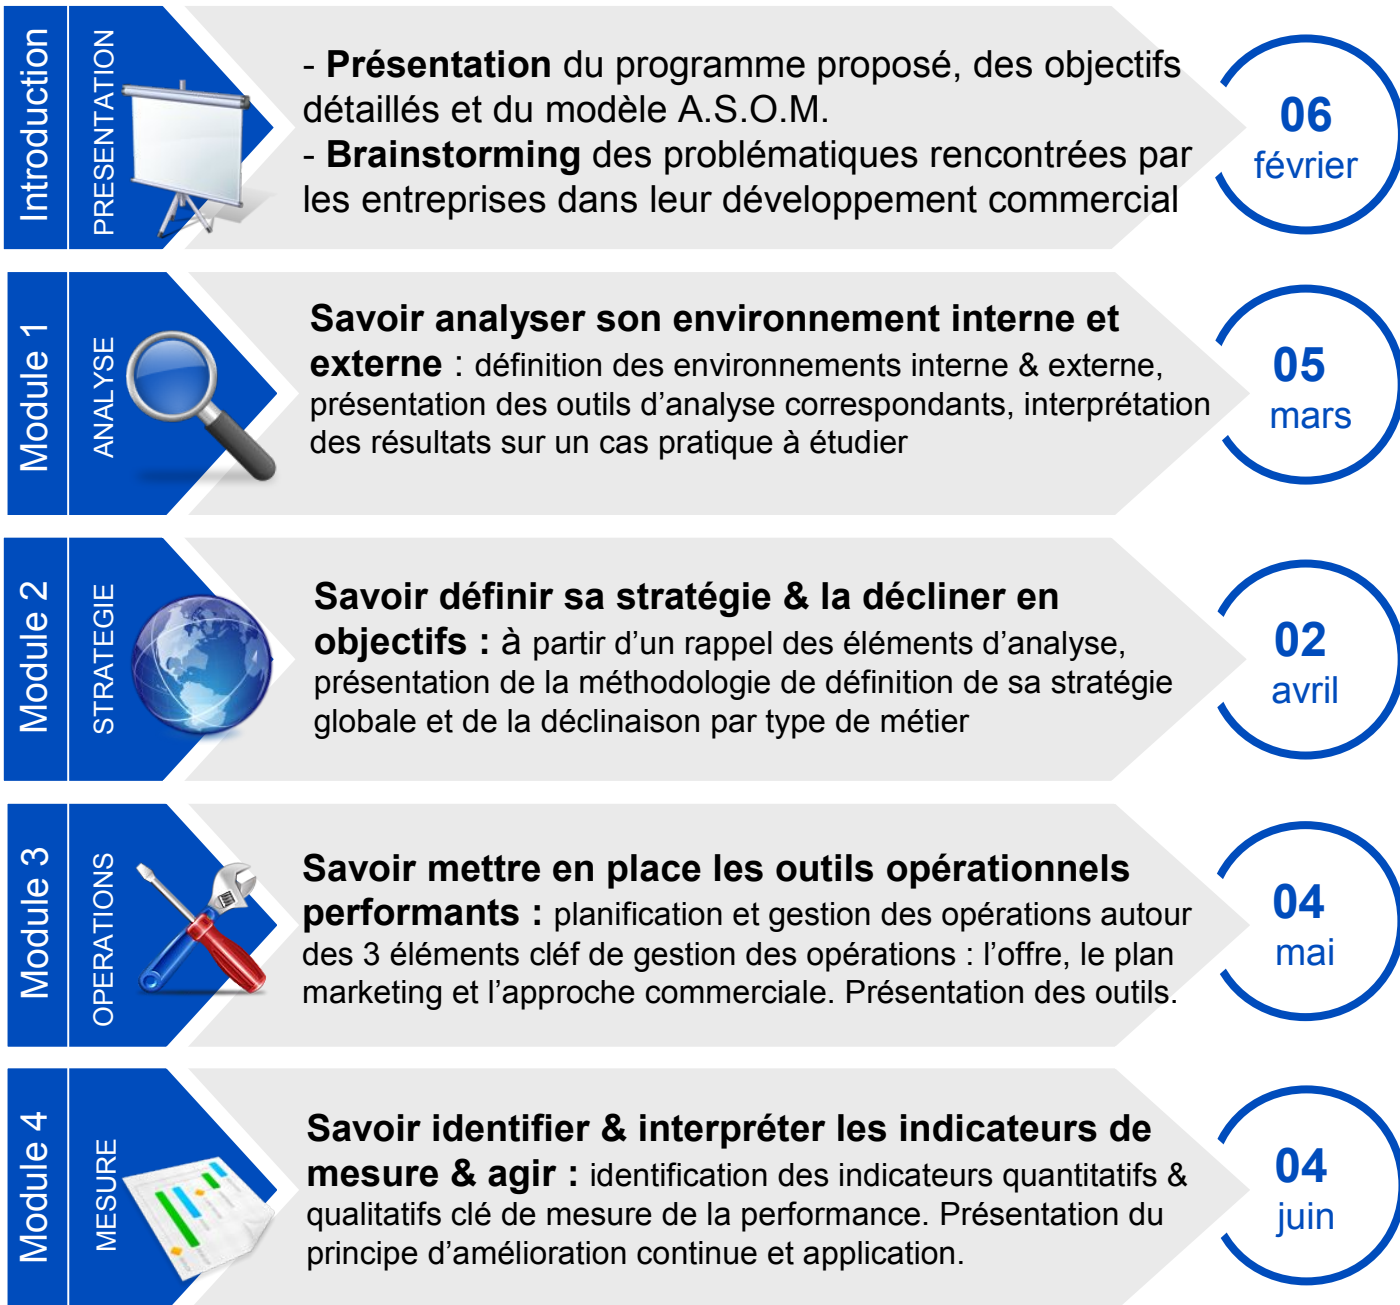 Introduction
PRESENTATION
- Présentation du programme proposé, des objectifs
détaillés et du modèle A.S.O.M.
- Brainstorming des problématiques rencontrées par
les entreprises dans leur développement commercial
06
février
Module 1
ANALYSE
Savoir analyser son environnement interne et
externe : définition des environnements interne & externe,
présentation des outils d’analyse correspondants, interprétation
des résultats sur un cas pratique à étudier
05
mars
Module 2
STRATEGIE
Savoir définir sa stratégie & la décliner en
objectifs : à partir d’un rappel des éléments d’analyse,
présentation de la méthodologie de définition de sa stratégie
globale et de la déclinaison par type de métier
02
avril
Module 3
OPERATIONS
Savoir mettre en place les outils opérationnels
performants : planification et gestion des opérations autour
des 3 éléments cléf de gestion des opérations : l’offre, le plan
marketing et l’approche commerciale. Présentation des outils.
04
mai
Module 4
MESURE
Savoir identifier & interpréter les indicateurs de
mesure & agir : identification des indicateurs quantitatifs &
qualitatifs clé de mesure de la performance. Présentation du
principe d’amélioration continue et application.
04
juin